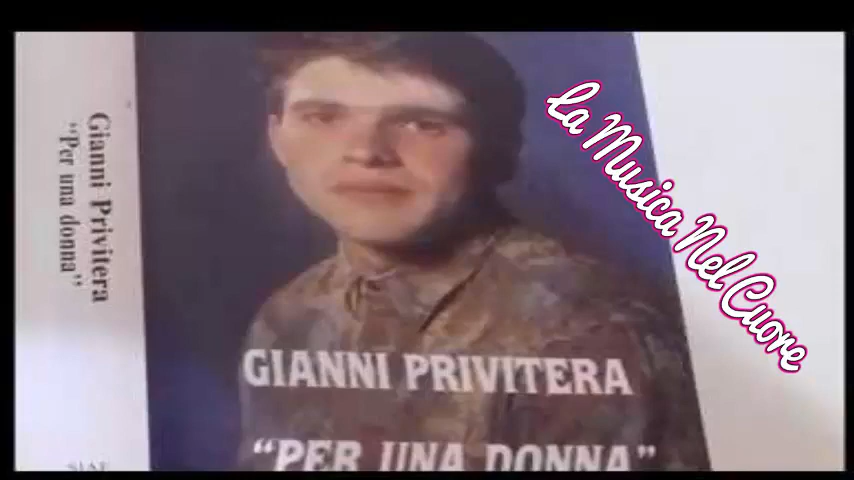 Gianni Privitera
"Per una donna"
GIANNI PRIVITERA
"PER UNA DONNA"
La Musica Nel Cuore